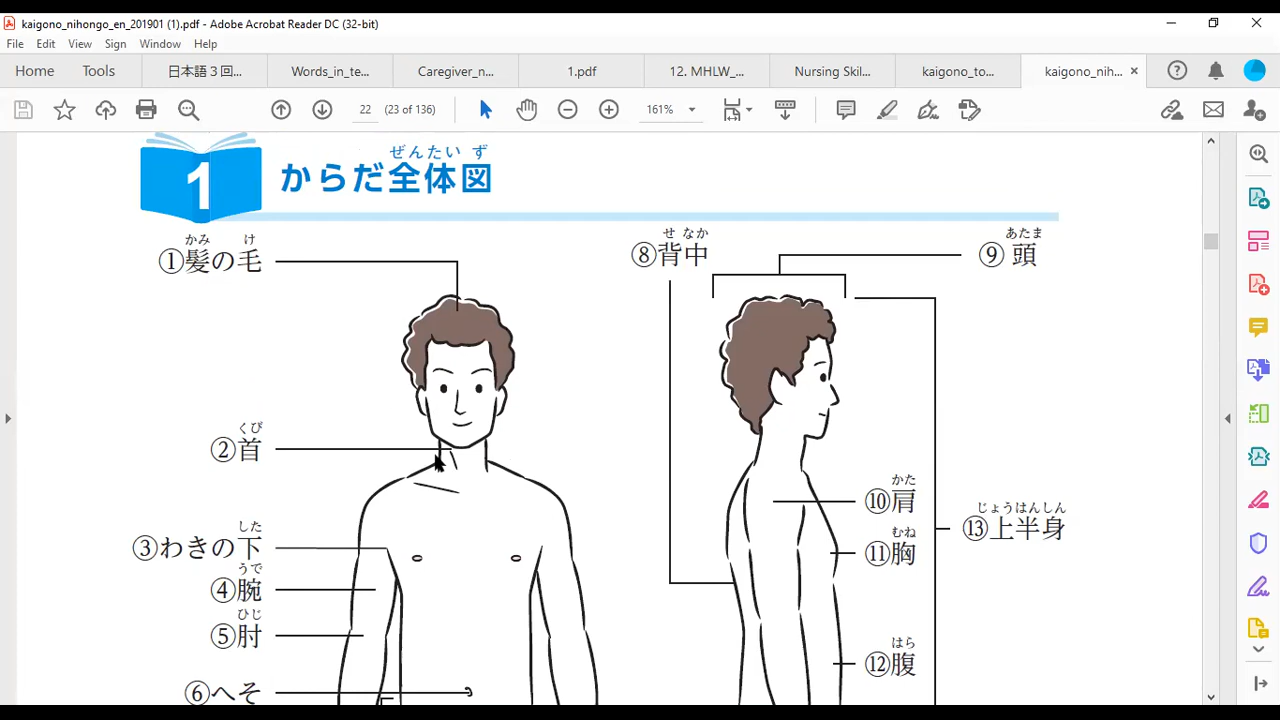 kaigono_nihongo_en_201901 (1).pdf - Adobe Acrobat Reader DC (32-bit)
File Edit View Sign Window Help
Home Tools 日本語３回... Words_in_te... Caregiver_n... 1.pdf 12. MHLW_... Nursing Skil... kaigono_to... kaigono_nih...
22 (23 of 136) 161%
ぜんたい ず
1 からだ全体図
かみ け
①髪の毛
せ なか
⑧背中
あたま
⑨ 頭
くび
②首
かた
⑩肩
じょうはんしん
⑬上半身
した
③わきの下
むね
⑪胸
うで
④腕
ひじ
⑤肘
はら
⑫腹
⑥へそ